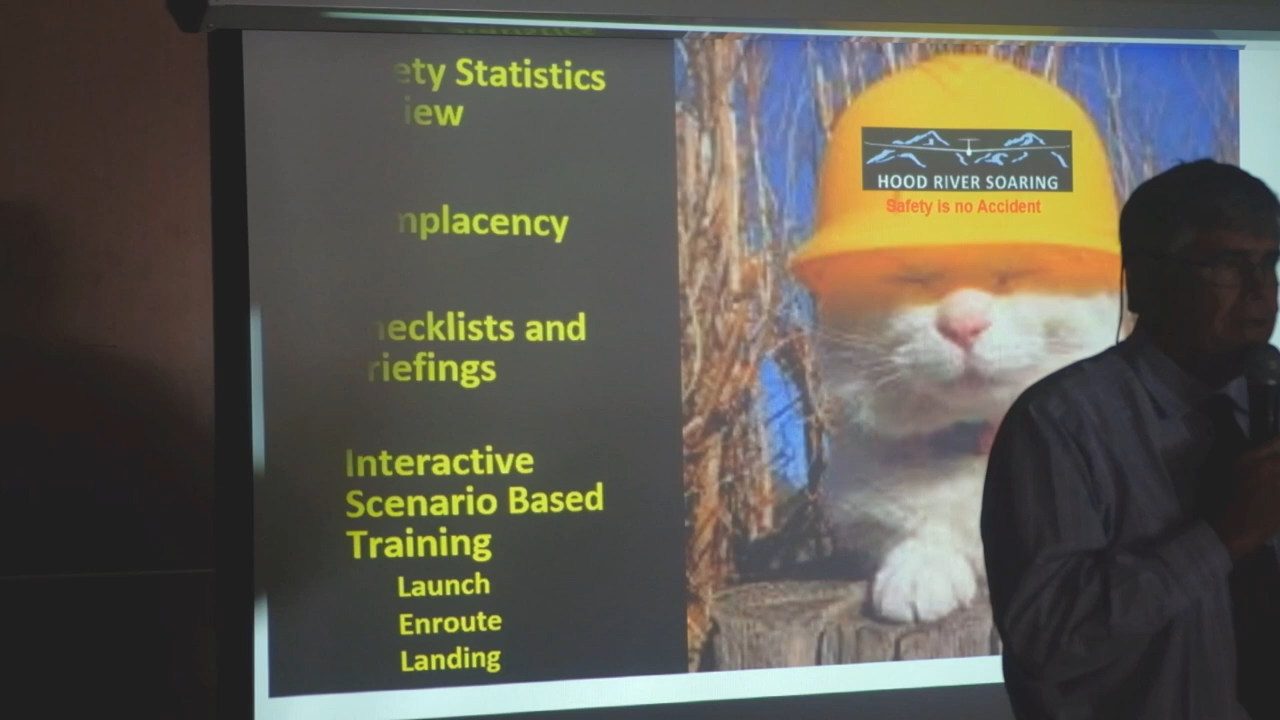 ety Statistics
iew
nplacency
ecklists and
riefings
Interactive
Scenario Based
Training
Launch
Enroute
Landing
HOOD RIVER SOARING
Safety is no Accident